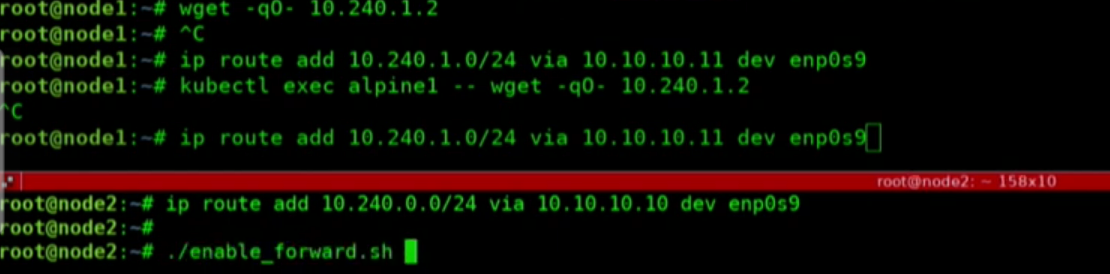 root@node1:~# wget -qO- 10.240.1.2
root@node1:~# ^C
root@node1:~# ip route add 10.240.1.0/24 via 10.10.10.11 dev enp0s9
root@node1:~# kubectl exec alpine1 -- wget -qO- 10.240.1.2
^C
root@node1:~# ip route add 10.240.1.0/24 via 10.10.10.11 dev enp0s9
root@node2: ~ 158x10
root@node2:~# ip route add 10.240.0.0/24 via 10.10.10.10 dev enp0s9
root@node2:~#
root@node2:~# ./enable_forward.sh